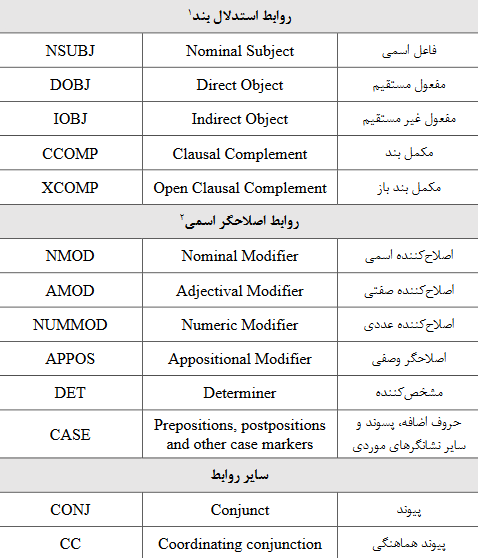 روابط استدلال بند۱
NSUBJ Nominal Subject فاعل اسمی
DOBJ Direct Object مفعول مستقیم
IOBJ Indirect Object مفعول غیر مستقیم
CCOMP Clausal Complement مکمل بند
XCOMP Open Clausal Complement مکمل بند باز
روابط اصلاحگر اسمی۲
NMOD Nominal Modifier اصلاح‌کننده اسمی
AMOD Adjectival Modifier اصلاح‌کننده صفتی
NUMMOD Numeric Modifier اصلاح‌کننده عددی
APPOS Appositional Modifier اصلاحگر وصفی
DET Determiner مشخص‌کننده
CASE Prepositions, postpositions حروف اضافه، پسوند و
and other case markers سایر نشانگرهای موردی
سایر روابط
CONJ Conjunct پیوند
CC Coordinating conjunction پیوند هماهنگی